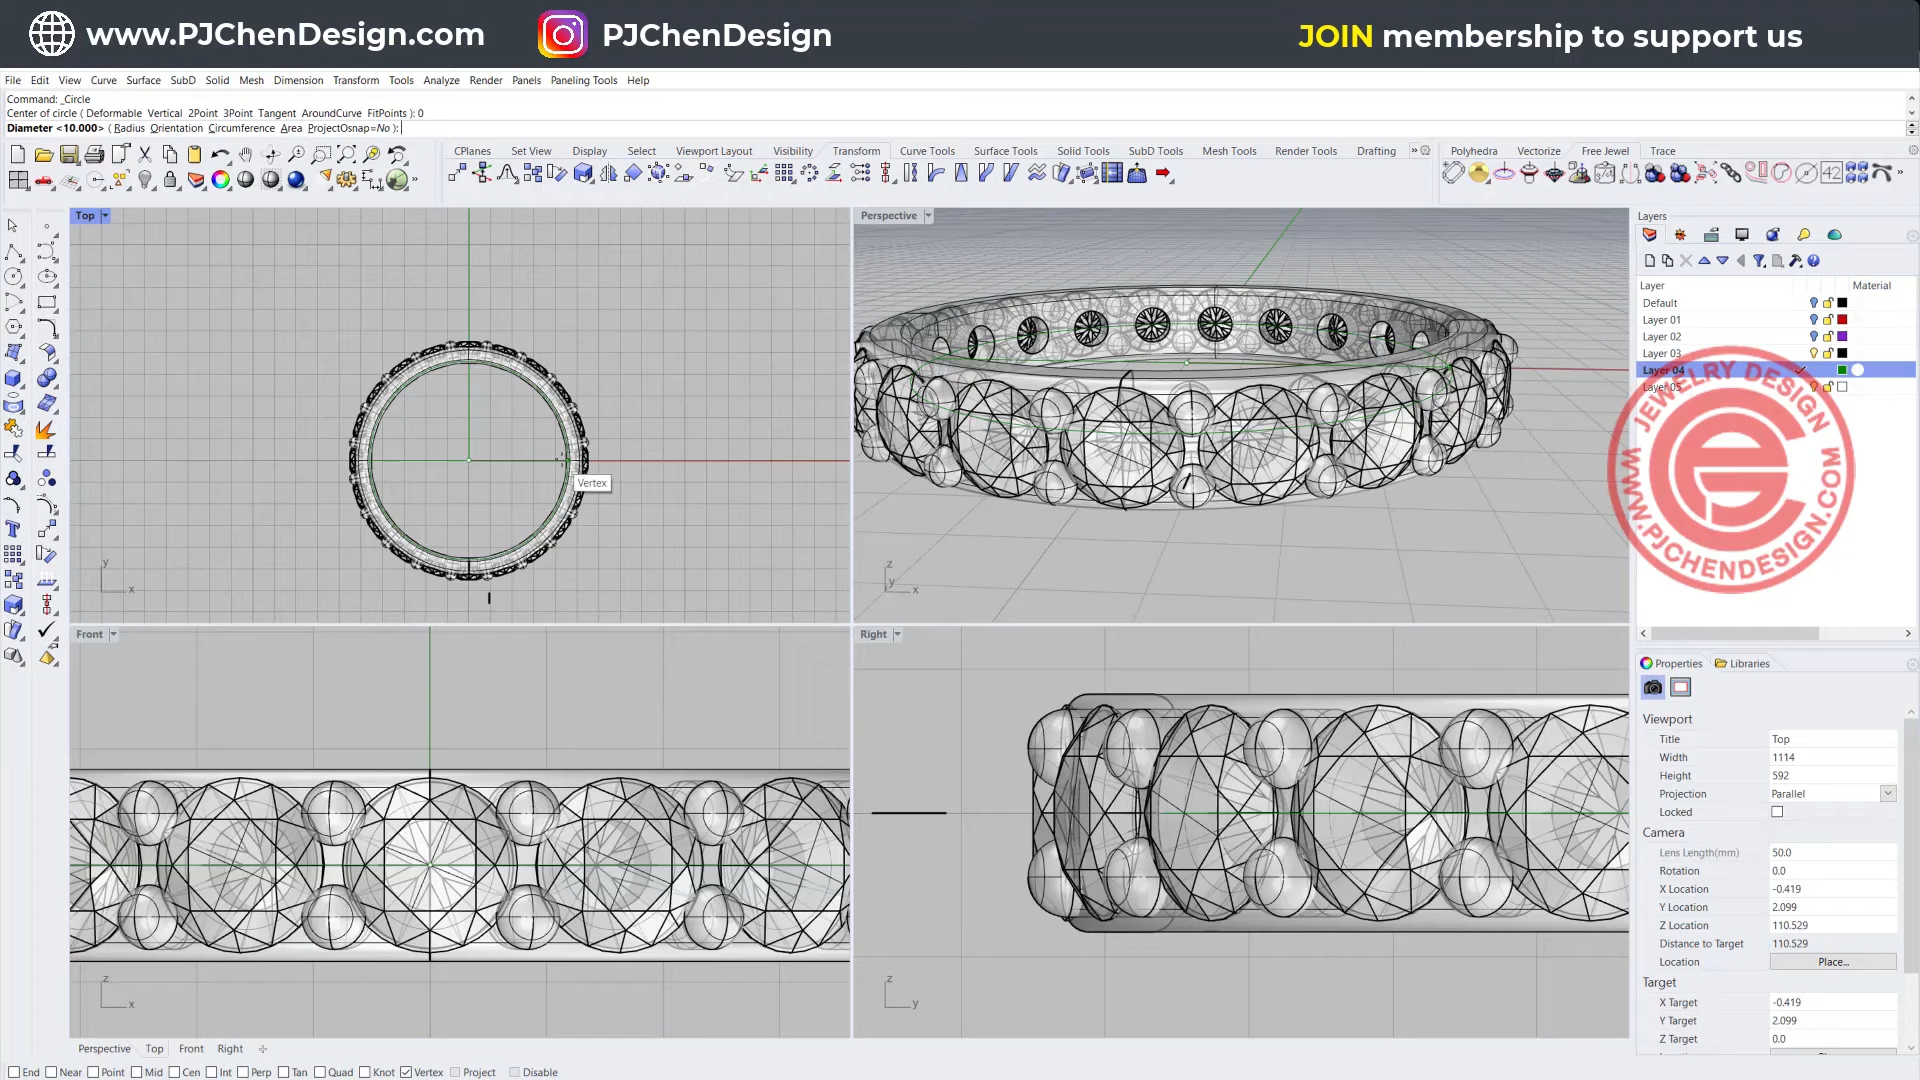 www.PJChenDesign.com
PJChenDesign
JOIN membership to support us
File Edit View Curve Surface SubD Solid Mesh Dimension Transform Tools Analyze Render Panels Paneling Tools Help
Command: _Circle
Center of circle ( Deformable Vertical 2Point 3Point Tangent AroundCurve FitPoints ): 0
Diameter <10.000> ( Radius Orientation Circumference Area ProjectOsnap=No ):
CPlanes Set View Display Select Viewport Layout Visibility Transform Curve Tools Surface Tools Solid Tools SubD Tools Mesh Tools Render Tools Drafting »
Polyhedra Vectorize Free Jewel Trace
42
Top
Vertex
y
x
Perspective
z
y
x
Front
z
x
Right
z
y
Layers
Layer Material
Default
Layer 01
Layer 02
Layer 03
Layer 04
Layer 05
JEWELRY DESIGN
WWW.PJCHENDESIGN.COM
Properties Libraries
Viewport
Title Top
Width 1114
Height 592
Projection Parallel
Locked
Camera
Lens Length(mm) 50.0
Rotation 0.0
X Location -0.419
Y Location 2.099
Z Location 110.529
Distance to Target 110.529
Location Place...
Target
X Target -0.419
Y Target 2.099
Z Target 0.0
Perspective Top Front Right
End Near Point Mid Cen Int Perp Tan Quad Knot Vertex Project Disable